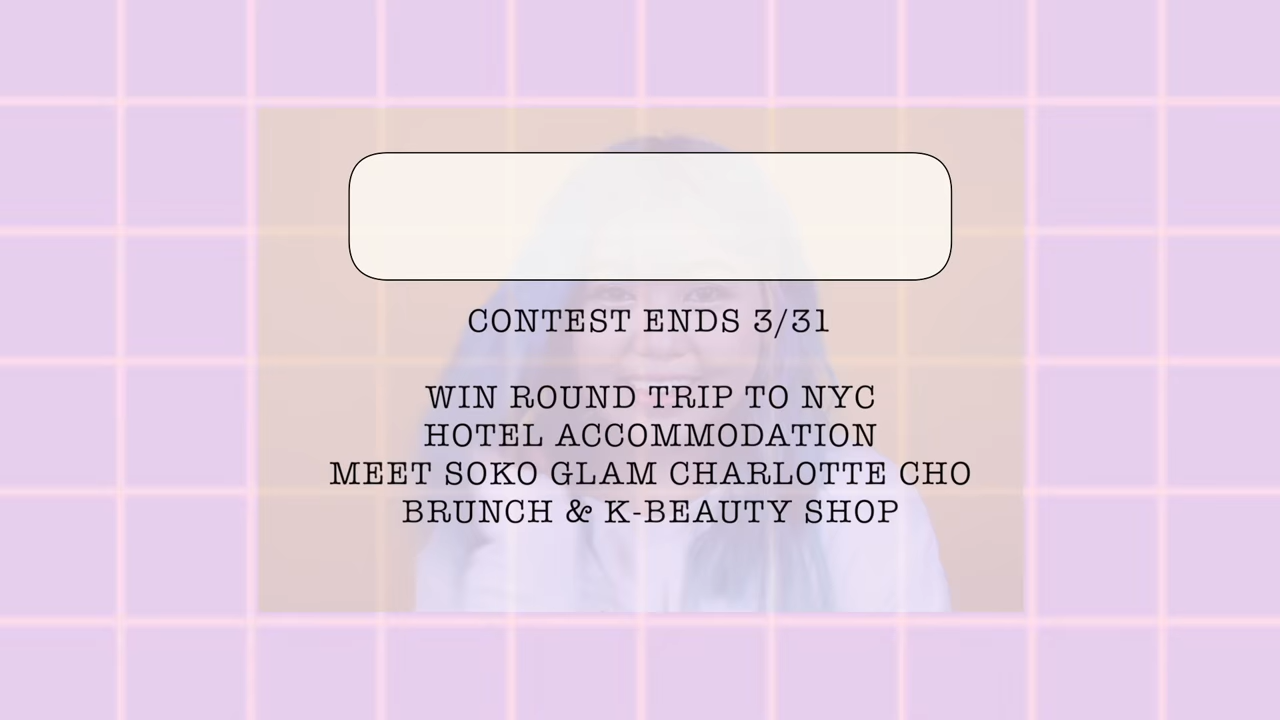 CONTEST ENDS 3/31
WIN ROUND TRIP TO NYC
HOTEL ACCOMMODATION
MEET SOKO GLAM CHARLOTTE CHO
BRUNCH & K-BEAUTY SHOP